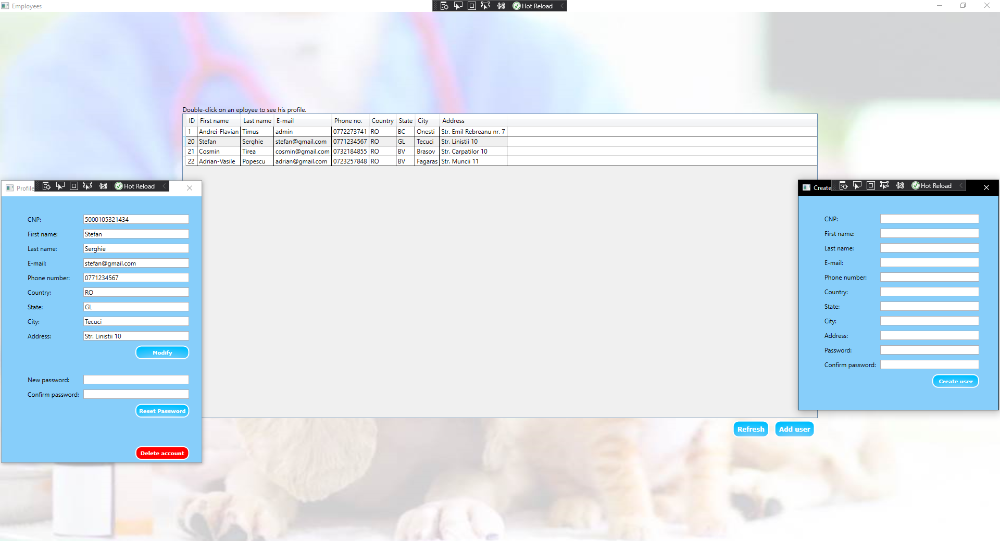 Employees
Hot Reload
Double-click on an eployee to see his profile.
ID First name Last name E-mail Phone no. Country State City Address
1 Andrei-Flavian Timus admin 0772273741 RO BC Onesti Str. Emil Rebreanu nr. 7
20 Stefan Serghie stefan@gmail.com 0771234567 RO GL Tecuci Str. Linistii 10
21 Cosmin Tirea cosmin@gmail.com 0732184855 RO BV Brasov Str. Carpatilor 10
22 Adrian-Vasile Popescu adrian@gmail.com 0723257848 RO BV Fagaras Str. Muncii 11
Profile
Hot Reload
CNP: 5000105321434
First name: Stefan
Last name: Serghie
E-mail: stefan@gmail.com
Phone number: 0771234567
Country: RO
State: GL
City: Tecuci
Address: Str. Linistii 10
Modify
New password:
Confirm password:
Reset Password
Delete account
Create
Hot Reload
CNP:
First name:
Last name:
E-mail:
Phone number:
Country:
State:
City:
Address:
Password:
Confirm password:
Create user
Refresh Add user